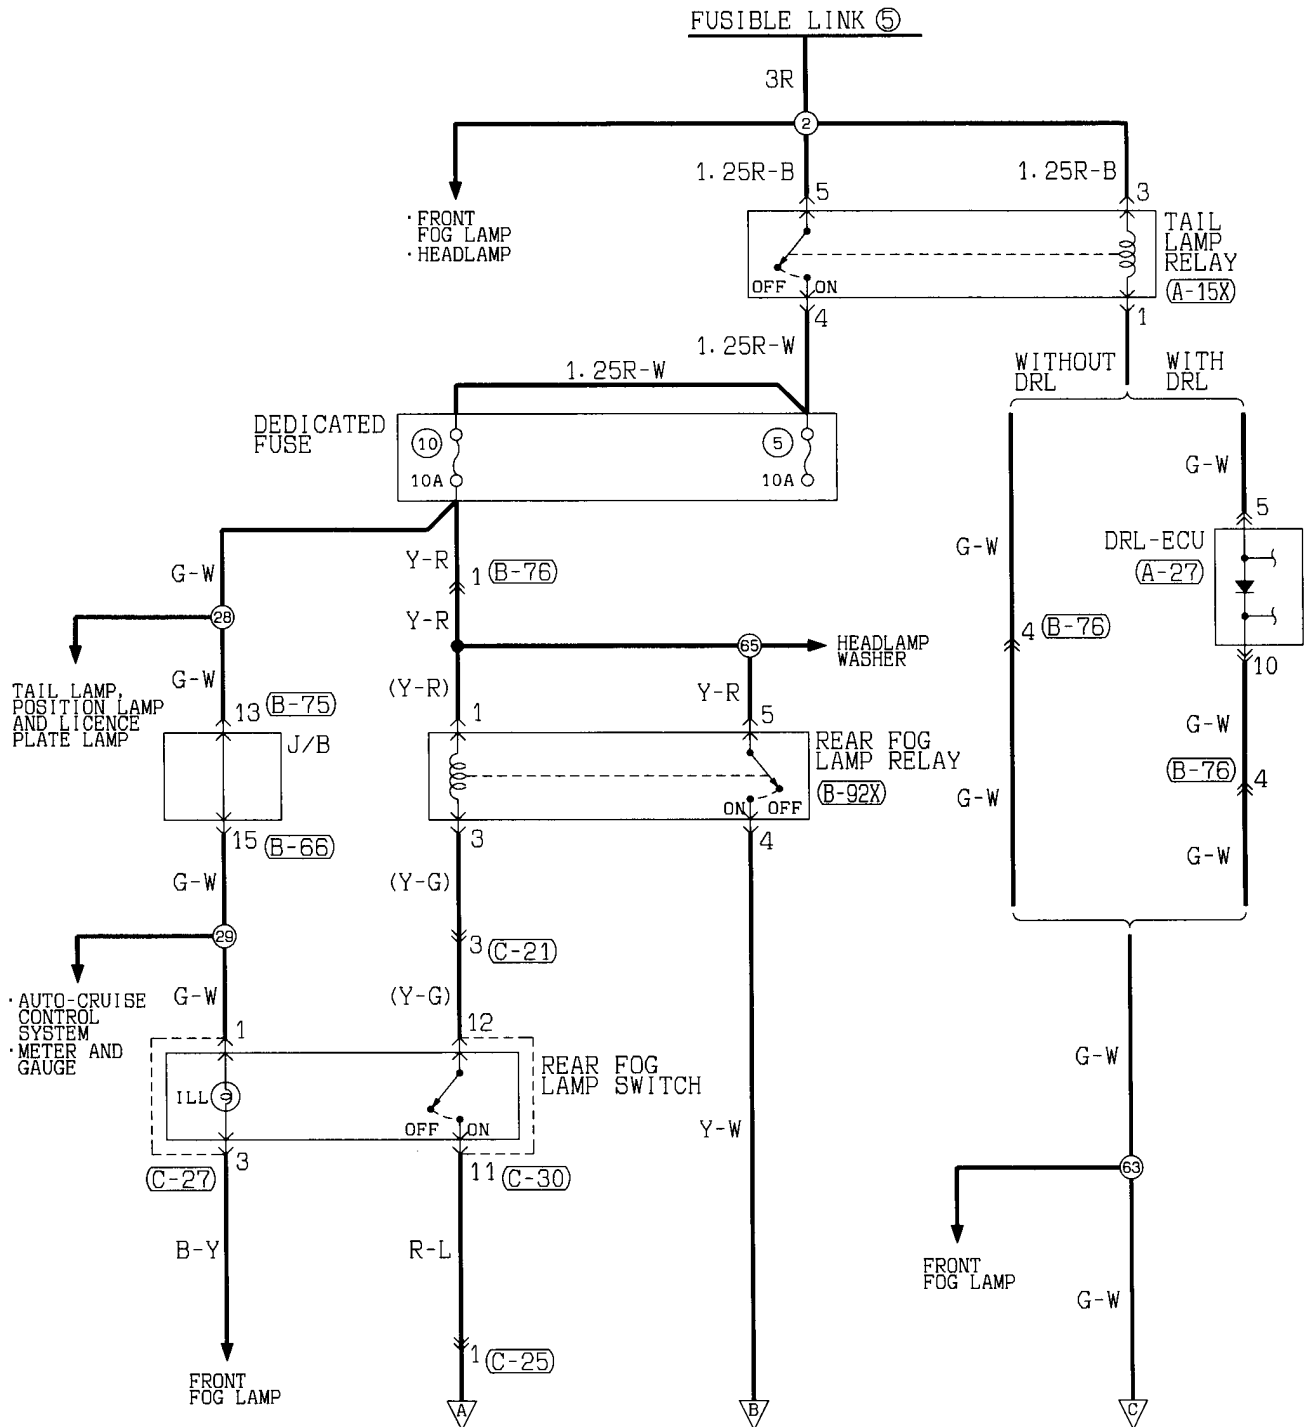 FUSIBLE LINK ⑤
3R
2
1.25R-B
5
1.25R-B
3
· FRONT
FOG LAMP
· HEADLAMP
TAIL
LAMP
RELAY
A-15X
OFF
ON
4
1
1.25R-W
1.25R-W
WITHOUT
DRL
WITH
DRL
DEDICATED
FUSE
10
10A
5
10A
G-W
5
DRL-ECU
A-27
10
G-W
4
B-76
G-W
G-W
B-76
4
G-W
G-W
28
Y-R
1
B-76
Y-R
65
HEADLAMP
WASHER
TAIL LAMP,
POSITION LAMP
AND LICENCE
PLATE LAMP
G-W
13
B-75
J/B
15
B-66
(Y-R)
1
Y-R
5
REAR FOG
LAMP RELAY
B-92X
ON
OFF
3
4
G-W
29
(Y-G)
3
C-21
(Y-G)
· AUTO-CRUISE
CONTROL
SYSTEM
· METER AND
GAUGE
G-W
1
12
REAR FOG
LAMP SWITCH
ILL
OFF
ON
3
C-27
11
C-30
Y-W
G-W
63
FRONT
FOG LAMP
G-W
B-Y
R-L
1
C-25
FRONT
FOG LAMP
A
B
C